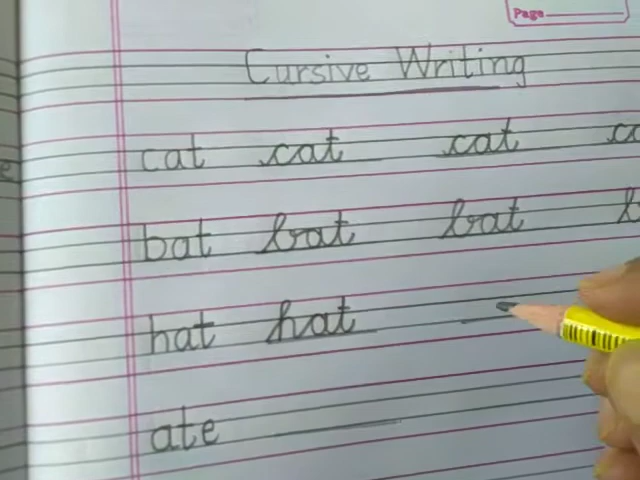 Page
Cursive Writing
cat cat cat
bat bat bat
hat hat
ate